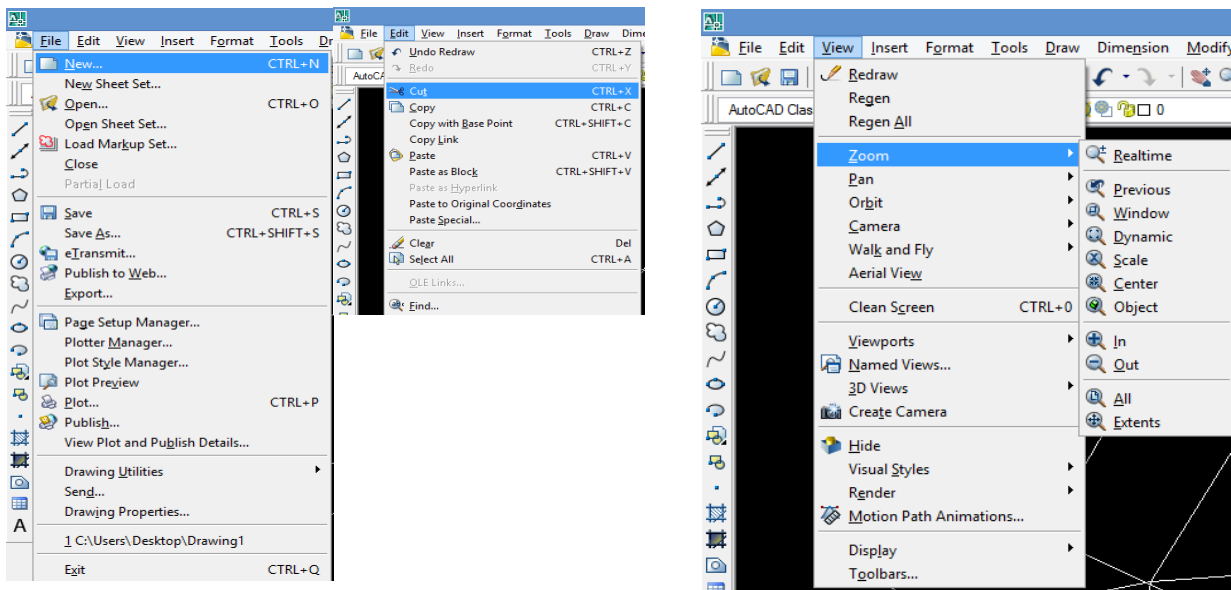 File Edit View Insert Format Tools Dr
New... CTRL+N
New Sheet Set...
Open... CTRL+O
Open Sheet Set...
Load Markup Set...
Close
Partial Load
Save CTRL+S
Save As... CTRL+SHIFT+S
eTransmit...
Publish to Web...
Export...
Page Setup Manager...
Plotter Manager...
Plot Style Manager...
Plot Preview
Plot... CTRL+P
Publish...
View Plot and Publish Details...
Drawing Utilities
Send...
Drawing Properties...
1 C:\Users\Desktop\Drawing1
Exit CTRL+Q
A
File Edit View Insert Format Tools Draw Dime
AutoCA
Undo Redraw CTRL+Z
Redo CTRL+Y
Cut CTRL+X
Copy CTRL+C
Copy with Base Point CTRL+SHIFT+C
Copy Link
Paste CTRL+V
Paste as Block CTRL+SHIFT+V
Paste as Hyperlink
Paste to Original Coordinates
Paste Special...
Clear Del
Select All CTRL+A
OLE Links...
Find...
File Edit View Insert Format Tools Draw Dimension Modify
AutoCAD Clas
0
Redraw
Regen
Regen All
Zoom
Pan
Orbit
Camera
Walk and Fly
Aerial View
Clean Screen CTRL+0
Viewports
Named Views...
3D Views
Create Camera
Hide
Visual Styles
Render
Motion Path Animations...
Display
Toolbars...
Realtime
Previous
Window
Dynamic
Scale
Center
Object
In
Out
All
Extents